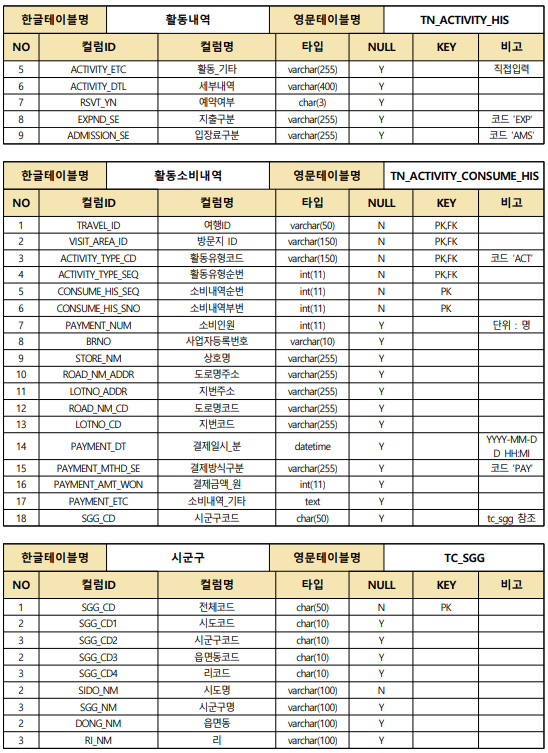 한글테이블명 활동내역 영문테이블명 TN_ACTIVITY_HIS
NO 컬럼ID 컬럼명 타입 NULL KEY 비고
5 ACTIVITY_ETC 활동_기타 varchar(255) Y 직접입력
6 ACTIVITY_DTL 세부내역 varchar(400) Y
7 RSVT_YN 예약여부 char(3) Y
8 EXPND_SE 지출구분 varchar(255) Y 코드 'EXP'
9 ADMISSION_SE 입장료구분 varchar(255) Y 코드 'AMS'
한글테이블명 활동소비내역 영문테이블명 TN_ACTIVITY_CONSUME_HIS
NO 컬럼ID 컬럼명 타입 NULL KEY 비고
1 TRAVEL_ID 여행ID varchar(50) N PK,FK
2 VISIT_AREA_ID 방문지 ID varchar(150) N PK,FK
3 ACTIVITY_TYPE_CD 활동유형코드 varchar(150) N PK,FK 코드 'ACT'
4 ACTIVITY_TYPE_SEQ 활동유형순번 int(11) N PK,FK
5 CONSUME_HIS_SEQ 소비내역순번 int(11) N PK
6 CONSUME_HIS_SNO 소비내역부번 int(11) N PK
7 PAYMENT_NUM 소비인원 int(11) Y 단위 : 명
8 BRNO 사업자등록번호 varchar(10) Y
9 STORE_NM 상호명 varchar(255) Y
10 ROAD_NM_ADDR 도로명주소 varchar(255) Y
11 LOTNO_ADDR 지번주소 varchar(255) Y
12 ROAD_NM_CD 도로명코드 varchar(255) Y
13 LOTNO_CD 지번코드 varchar(255) Y
14 PAYMENT_DT 결제일시_분 datetime Y YYYY-MM-D
D HH:MI
15 PAYMENT_MTHD_SE 결제방식구분 varchar(255) Y 코드 'PAY'
16 PAYMENT_AMT_WON 결제금액_원 int(11) Y
17 PAYMENT_ETC 소비내역_기타 text Y
18 SGG_CD 시군구코드 char(50) Y tc_sgg 참조
한글테이블명 시군구 영문테이블명 TC_SGG
NO 컬럼ID 컬럼명 타입 NULL KEY 비고
1 SGG_CD 전체코드 char(50) N PK
2 SGG_CD1 시도코드 char(10) Y
3 SGG_CD2 시군구코드 char(10) Y
2 SGG_CD3 읍면동코드 char(10) Y
3 SGG_CD4 리코드 char(10) Y
2 SIDO_NM 시도명 varchar(100) N
3 SGG_NM 시군구명 varchar(100) Y
2 DONG_NM 읍면동 varchar(100) Y
3 RI_NM 리 varchar(100) Y